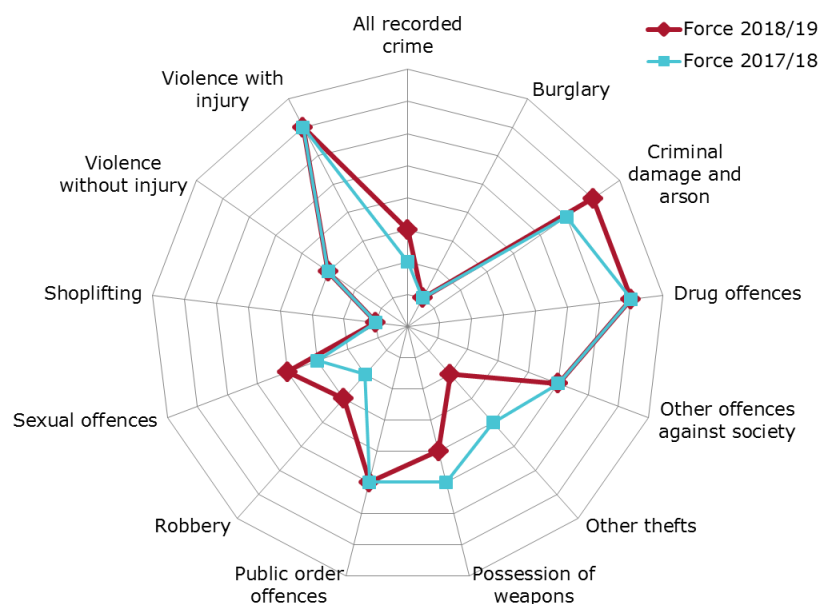 All recorded
crime
Force 2018/19
Force 2017/18
Burglary
Criminal
damage and
arson
Drug offences
Other offences
against society
Other thefts
Possession of
weapons
Public order
offences
Robbery
Sexual offences
Shoplifting
Violence
without injury
Violence with
injury